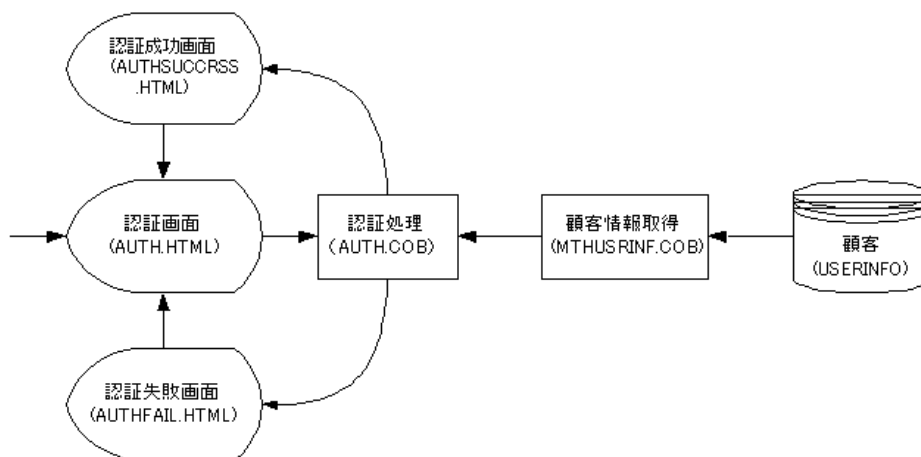 認証成功画面
(AUTHSUCCRSS
.HTML)
認証画面
(AUTH.HTML)
認証処理
(AUTH.COB)
顧客情報取得
(MTHUSRINF.COB)
顧客
(USERINFO)
認証失敗画面
(AUTHFAIL.HTML)